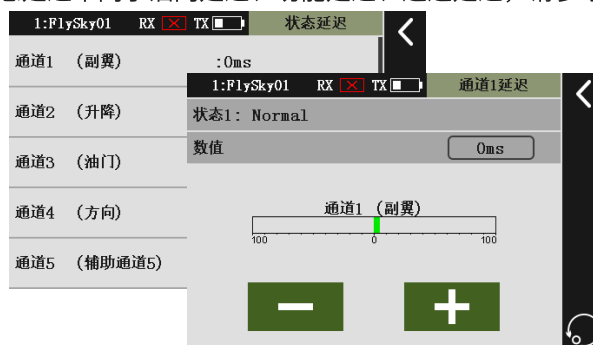 1:FlySky01 RX TX 状态延迟
通道1 (副翼) :0ms
通道2 (升降)
通道3 (油门)
通道4 (方向)
通道5 (辅助通道5)
1:FlySky01 RX TX 通道1延迟
状态1: Normal
数值 0ms
通道1 (副翼)
100 0 100